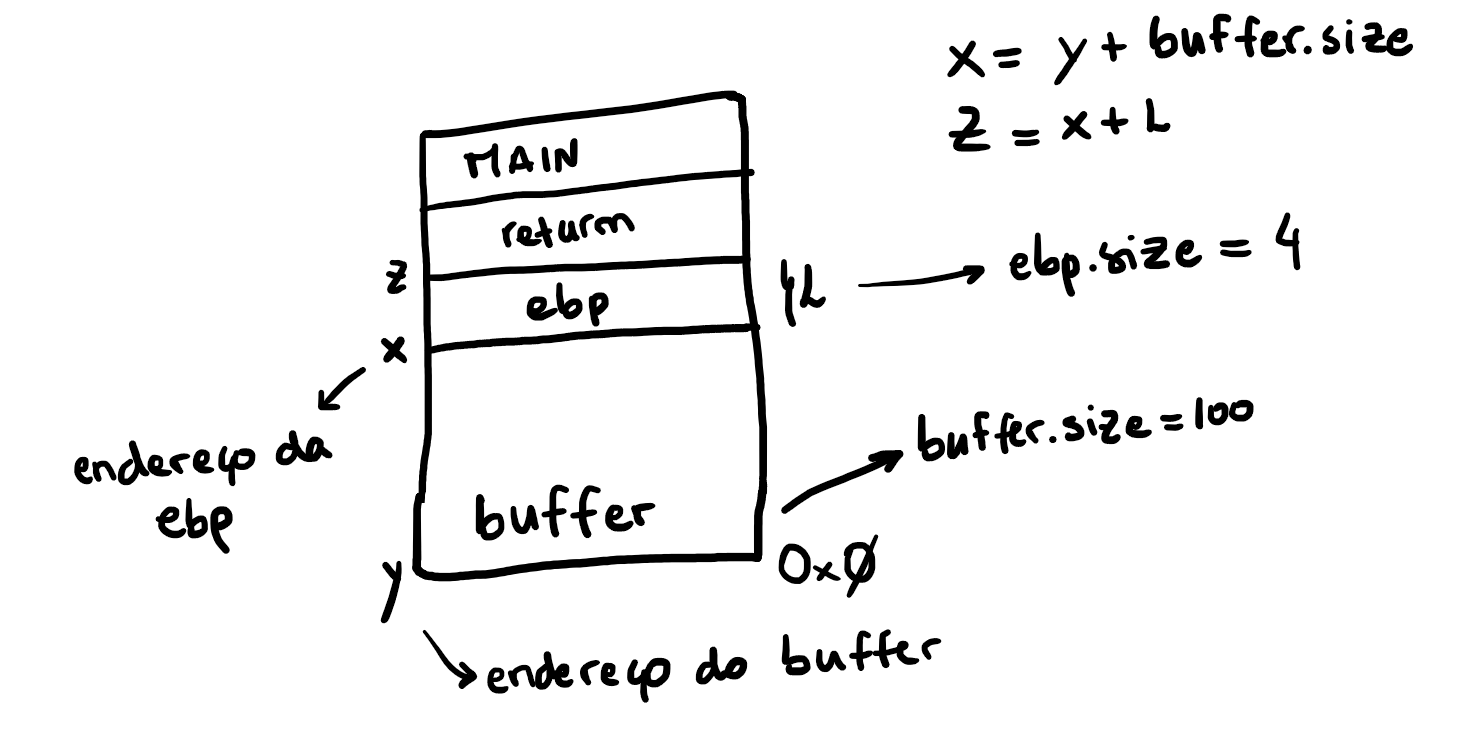 x = y + buffer.size
z = x + L
MAIN
return
z
ebp
L → ebp.size = 4
x
endereço da
ebp
buffer.size = 100
buffer
y
0x0
endereço do buffer